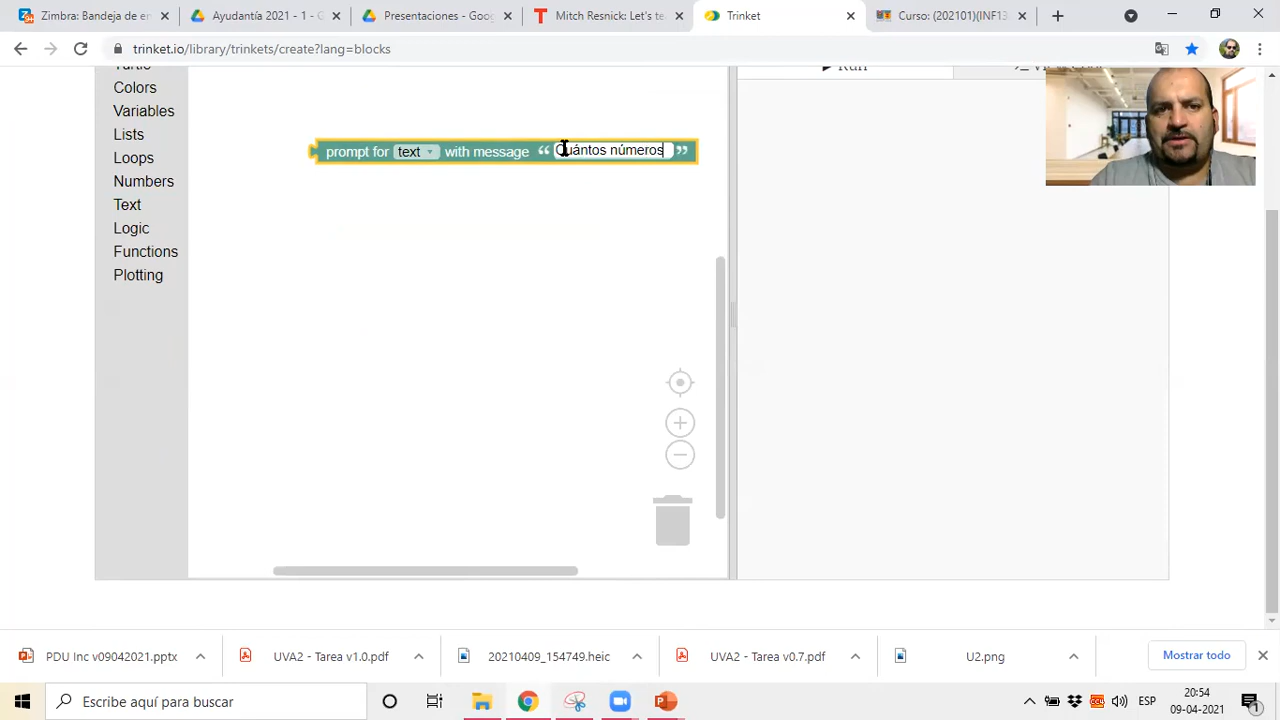 Zimbra: Bandeja de en
Ayudantía 2021 - 1 - G
Presentaciones - Goog
Mitch Resnick: Let's te
Trinket
Curso: (202101)(INF13
trinket.io/library/trinkets/create?lang=blocks
Colors
Variables
Lists
Loops
Numbers
Text
Logic
Functions
Plotting
prompt for text with message “ Cuántos números ”
PDU Inc v09042021.pptx
UVA2 - Tarea v1.0.pdf
20210409_154749.heic
UVA2 - Tarea v0.7.pdf
U2.png
Mostrar todo
Escribe aquí para buscar
ESP
20:54
09-04-2021